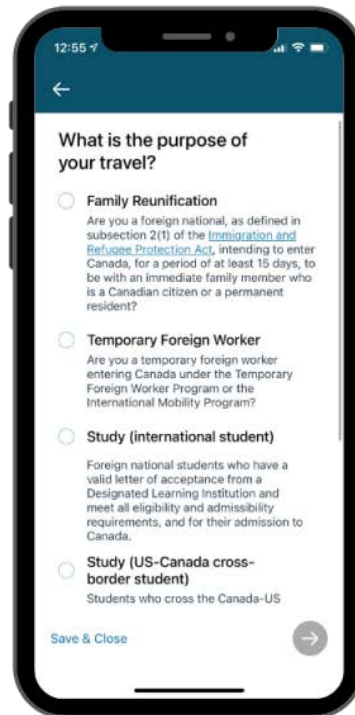 12:55
What is the purpose of
your travel?
Family Reunification
Are you a foreign national, as defined in
subsection 2(1) of the Immigration and
Refugee Protection Act, intending to enter
Canada, for a period of at least 15 days, to
be with an immediate family member who
is a Canadian citizen or a permanent
resident?
Temporary Foreign Worker
Are you a temporary foreign worker
entering Canada under the Temporary
Foreign Worker Program or the
International Mobility Program?
Study (international student)
Foreign national students who have a
valid letter of acceptance from a
Designated Learning Institution and
meet all eligibility and admissibility
requirements, and for their admission to
Canada.
Study (US-Canada cross-
border student)
Students who cross the Canada-US
Save & Close